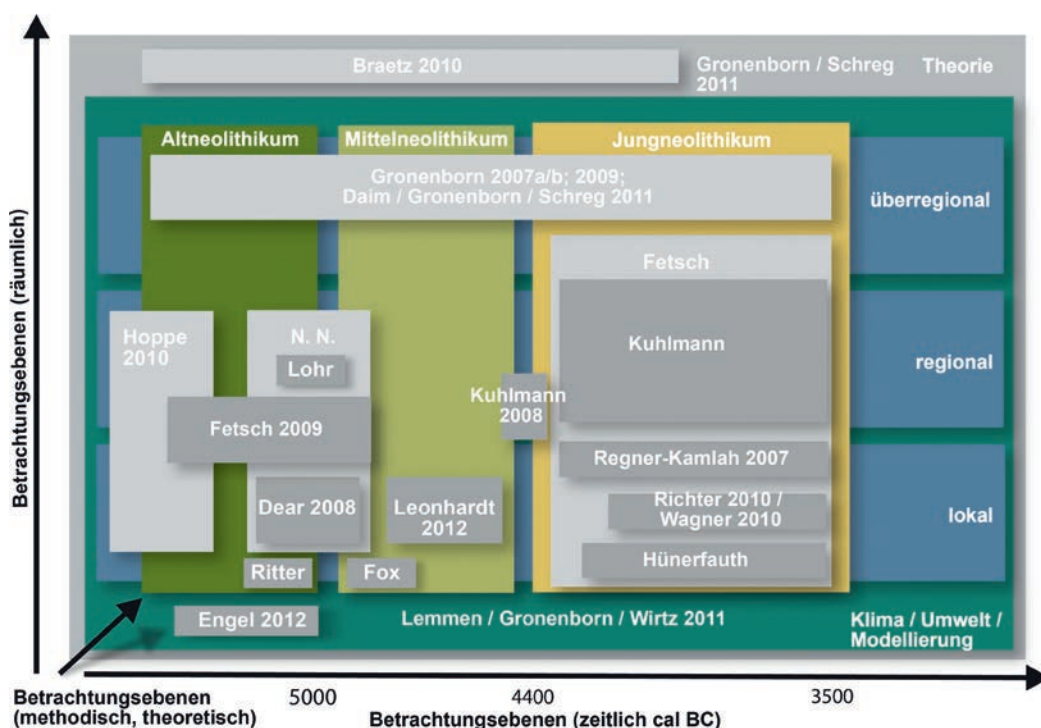 Braetz 2010
Gronenborn / Schreg
2011
Theorie
Altneolithikum
Mittelneolithikum
Jungneolithikum
Gronenborn 2007a/b; 2009;
Daim / Gronenborn / Schreg 2011
überregional
Fetsch
Hoppe
2010
N. N.
Lohr
Kuhlmann
regional
Kuhlmann
2008
Fetsch 2009
Regner-Kamlah 2007
Dear 2008
Leonhardt
2012
Richter 2010 /
Wagner 2010
lokal
Ritter
Fox
Hünerfauth
Engel 2012
Lemmen / Gronenborn / Wirtz 2011
Klima / Umwelt /
Modellierung
Betrachtungsebenen (räumlich)
Betrachtungsebenen
(methodisch, theoretisch)
5000
4400
3500
Betrachtungsebenen (zeitlich cal BC)